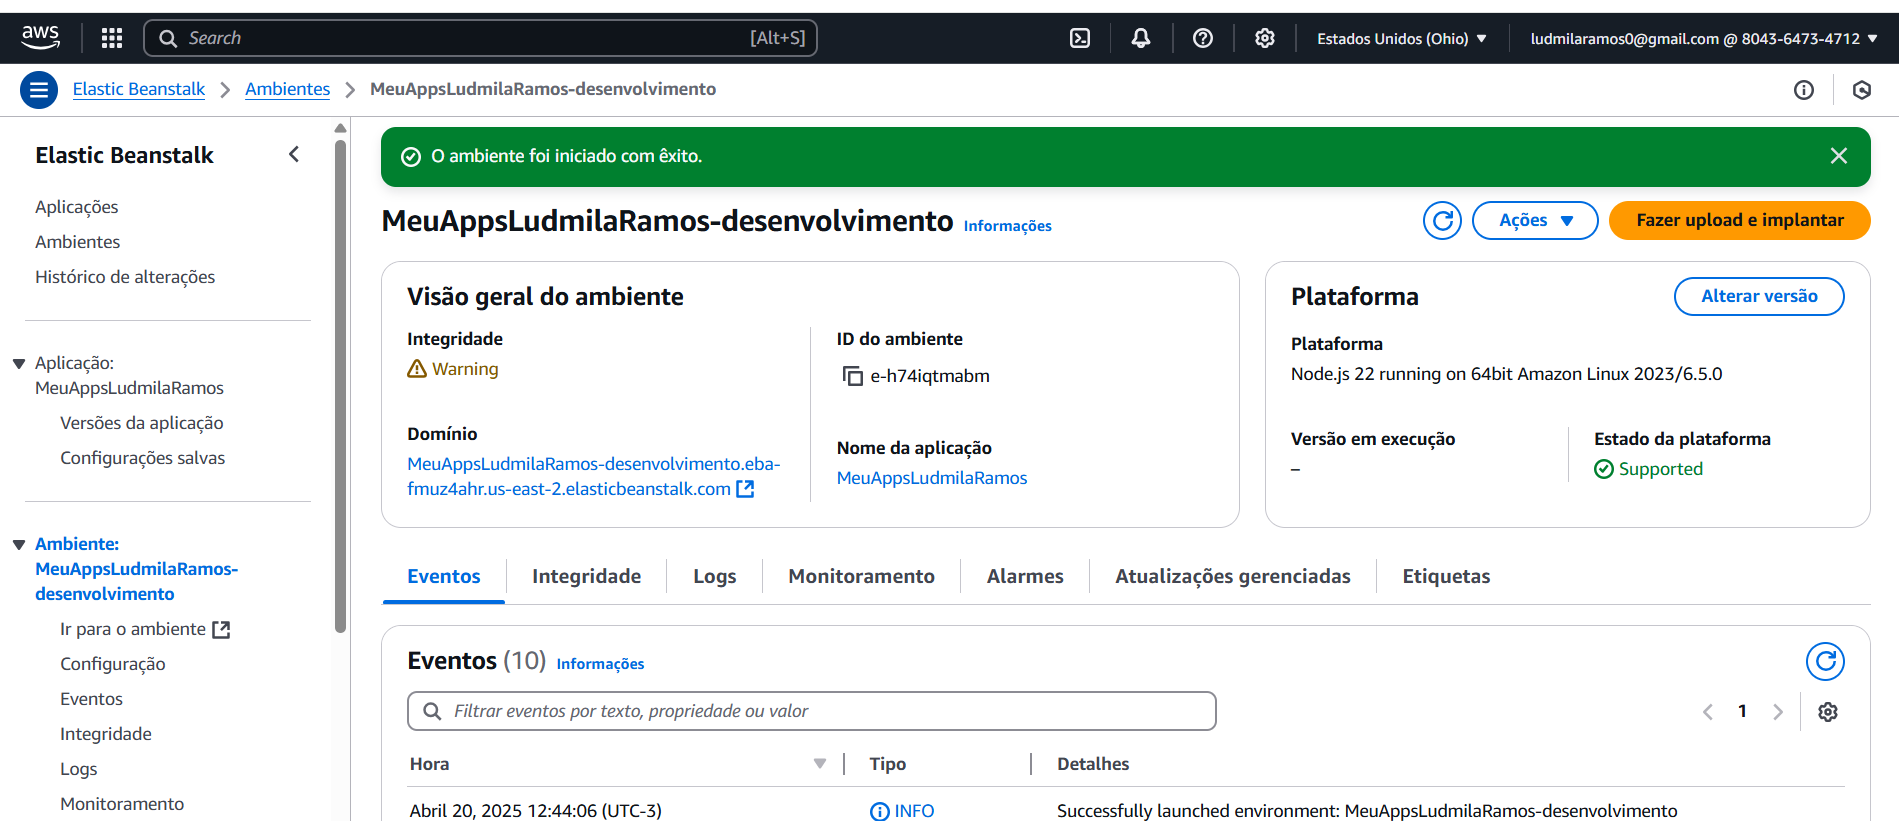 aws
Search [Alt+S]
Estados Unidos (Ohio)
ludmilaramos0@gmail.com @ 8043-6473-4712
Elastic Beanstalk
Ambientes
MeuAppsLudmilaRamos-desenvolvimento
Elastic Beanstalk
Aplicações
Ambientes
Histórico de alterações
Aplicação:
MeuAppsLudmilaRamos
Versões da aplicação
Configurações salvas
Ambiente:
MeuAppsLudmilaRamos-
desenvolvimento
Ir para o ambiente
Configuração
Eventos
Integridade
Logs
Monitoramento
O ambiente foi iniciado com êxito.
MeuAppsLudmilaRamos-desenvolvimento Informações
Ações
Fazer upload e implantar
Visão geral do ambiente
Integridade
Warning
Domínio
MeuAppsLudmilaRamos-desenvolvimento.eba-
fmuz4ahr.us-east-2.elasticbeanstalk.com
ID do ambiente
e-h74iqtmabm
Nome da aplicação
MeuAppsLudmilaRamos
Plataforma
Alterar versão
Plataforma
Node.js 22 running on 64bit Amazon Linux 2023/6.5.0
Versão em execução
–
Estado da plataforma
Supported
Eventos
Integridade
Logs
Monitoramento
Alarmes
Atualizações gerenciadas
Etiquetas
Eventos (10) Informações
Filtrar eventos por texto, propriedade ou valor
1
Hora Tipo Detalhes
Abril 20, 2025 12:44:06 (UTC-3) INFO Successfully launched environment: MeuAppsLudmilaRamos-desenvolvimento